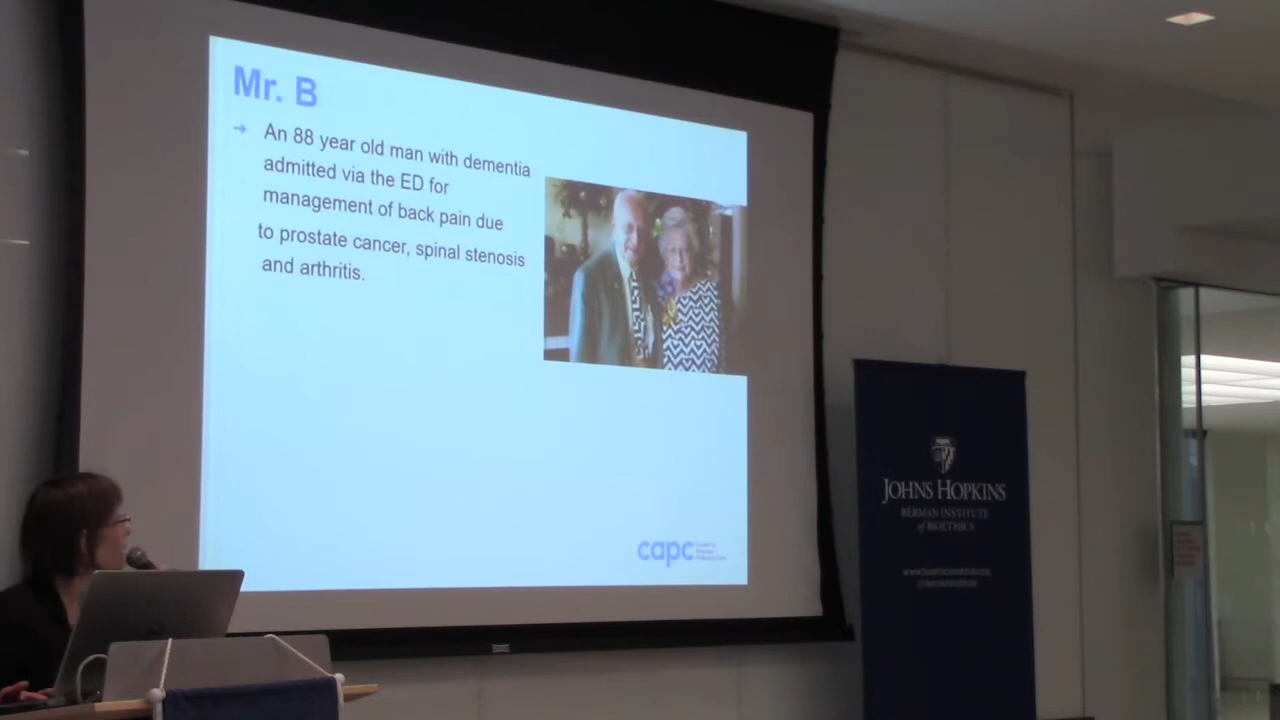 Mr. B
➔ An 88 year old man with dementia
admitted via the ED for
management of back pain due
to prostate cancer, spinal stenosis
and arthritis.
capc
JOHNS HOPKINS
BERMAN INSTITUTE
of BIOETHICS